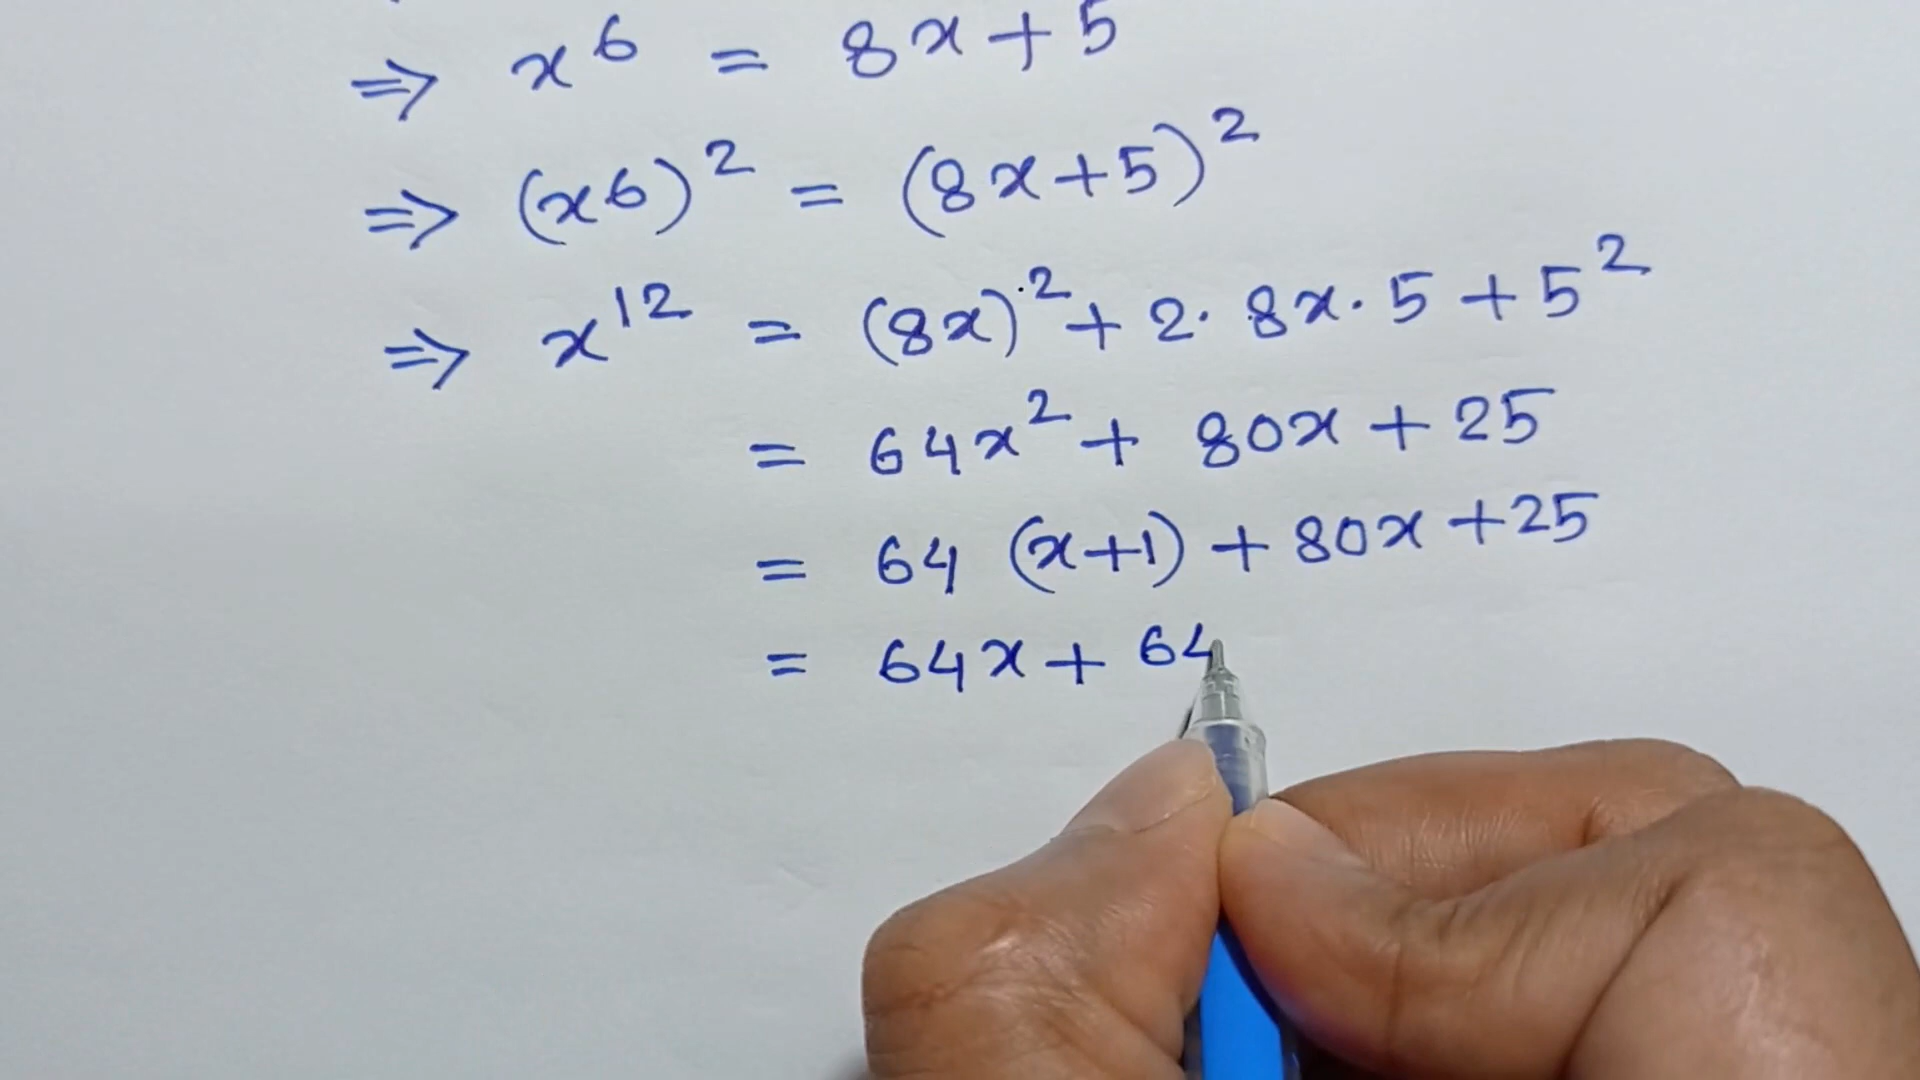 ⇒ x⁶ = 8x + 5
⇒ (x⁶)² = (8x+5)²
⇒ x¹² = (8x)² + 2 · 8x · 5 + 5²
= 64x² + 80x + 25
= 64 (x+1) + 80x + 25
= 64x + 64